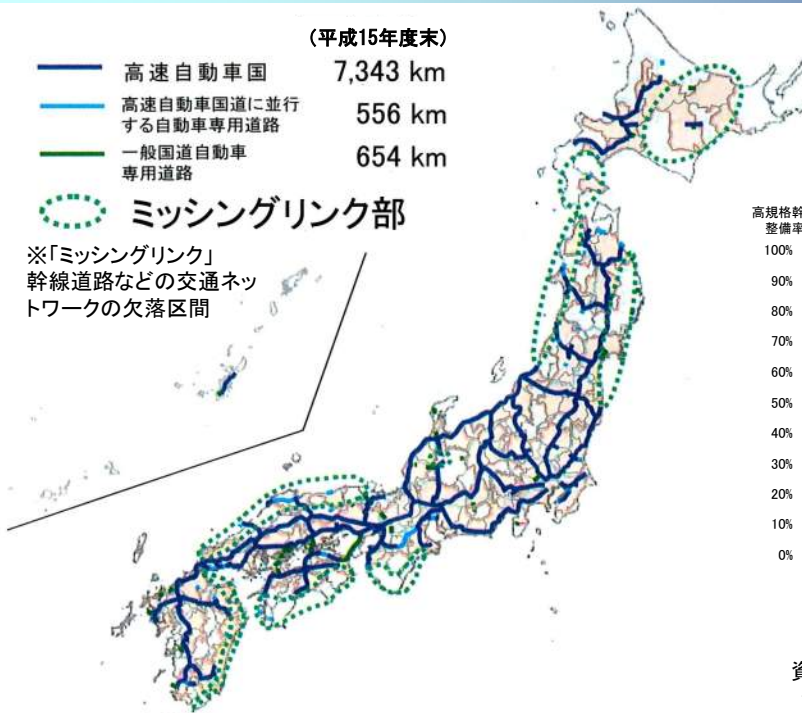 (平成15年度末)
高速自動車国 7,343 km
高速自動車国道に並行
する自動車専用道路 556 km
一般国道自動車
専用道路 654 km
ミッシングリンク部
※「ミッシングリンク」
幹線道路などの交通ネッ
トワークの欠落区間
高規格幹
整備率
100%
90%
80%
70%
60%
50%
40%
30%
20%
10%
0%
資